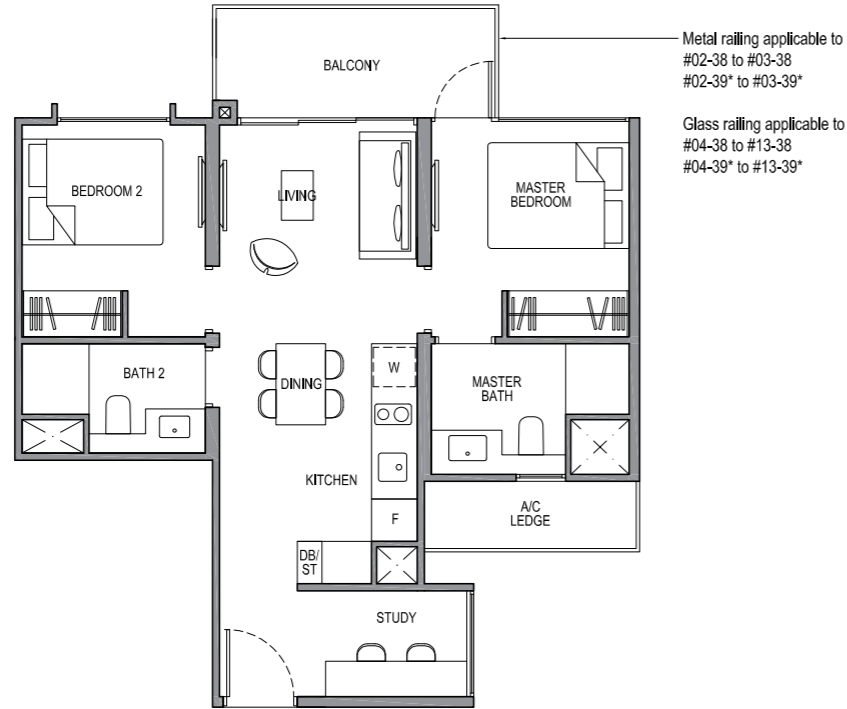 BALCONY
Metal railing applicable to
#02-38 to #03-38
#02-39* to #03-39*
Glass railing applicable to
#04-38 to #13-38
#04-39* to #13-39*
BEDROOM 2
LIVING
MASTER
BEDROOM
BATH 2
DINING
W
MASTER
BATH
KITCHEN
F
A/C
LEDGE
DB/
ST
STUDY